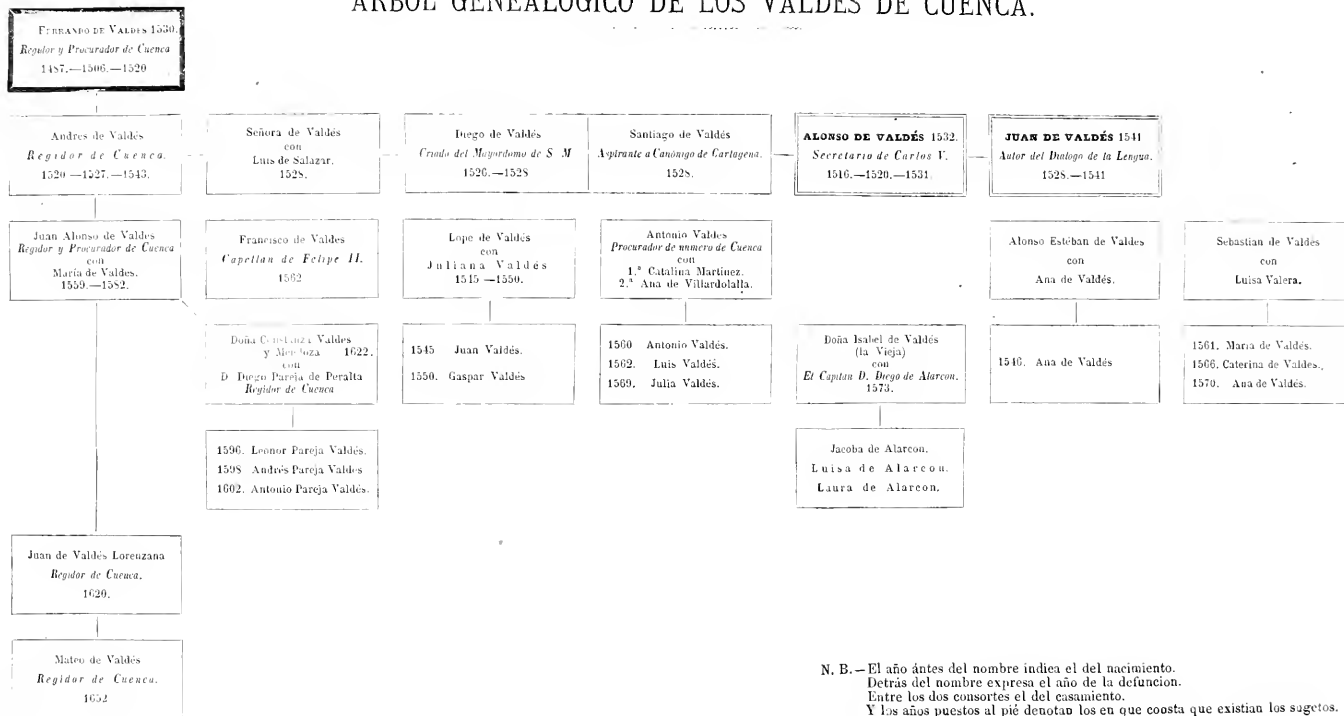 ÁRBOL GENEALÓGICO DE LOS VALDÉS DE CUENCA.
FERRANDO DE VALDES 1530.
Regidor y Procurador de Cuenca
1487.—1506.—1520
Andres de Valdés
Regidor de Cuenca.
1520—1527.—1543.
Señora de Valdés
con
Luis de Salazar.
1528.
Diego de Valdés
Criado del Mayordomo de S M
1526.—1528
Santiago de Valdés
Aspirante a Canónigo de Cartagena.
1528.
ALONSO DE VALDÉS 1532.
Secretario de Carlos V.
1516.—1520.—1531.
JUAN DE VALDÉS 1541
Autor del Dialogo de la Lengua.
1528.—1541
Juan Alonso de Valdés
Regidor y Procurador de Cuenca
con
María de Valdes.
1559.—1582.
Francisco de Valdes
Capellan de Felipe II.
1562
Lope de Valdés
con
Juliana Valdés
1545—1550.
Antonio Valdes
Procurador de numero de Cuenca
con
1.ª Catalina Martinez.
2.ª Ana de Villardolalla.
Alonso Estéban de Valdes
con
Ana de Valdés.
Sebastian de Valdés
con
Luisa Valera.
Doña Constanza Valdes
y Mendoza 1622.
con
D. Diego Pareja de Peralta
Regidor de Cuenca
1545 Juan Valdés.
1550. Gaspar Valdés
1560 Antonio Valdés.
1562. Luis Valdés.
1569. Julia Valdés.
Doña Isabel de Valdés
(la Vieja)
con
El Capitan D. Diego de Alarcon.
1573.
1546. Ana de Valdés
1561. Maria de Valdés.
1566. Caterina de Valdes.
1570. Ana de Valdés.
1596. Leonor Pareja Valdés.
1598 Andrés Pareja Valdes
1602. Antonio Pareja Valdés.
Jacoba de Alarcon.
Luisa de Alarcon.
Laura de Alarcon.
Juan de Valdés Lorenzana
Regidor de Cuenca.
1620.
Mateo de Valdés
Regidor de Cuenca.
1652
N. B.—El año ántes del nombre indica el del nacimiento.
Detrás del nombre expresa el año de la defuncion.
Entre los dos consortes el del casamiento.
Y los años puestos al pié denotan los en que consta que existian los sugetos.